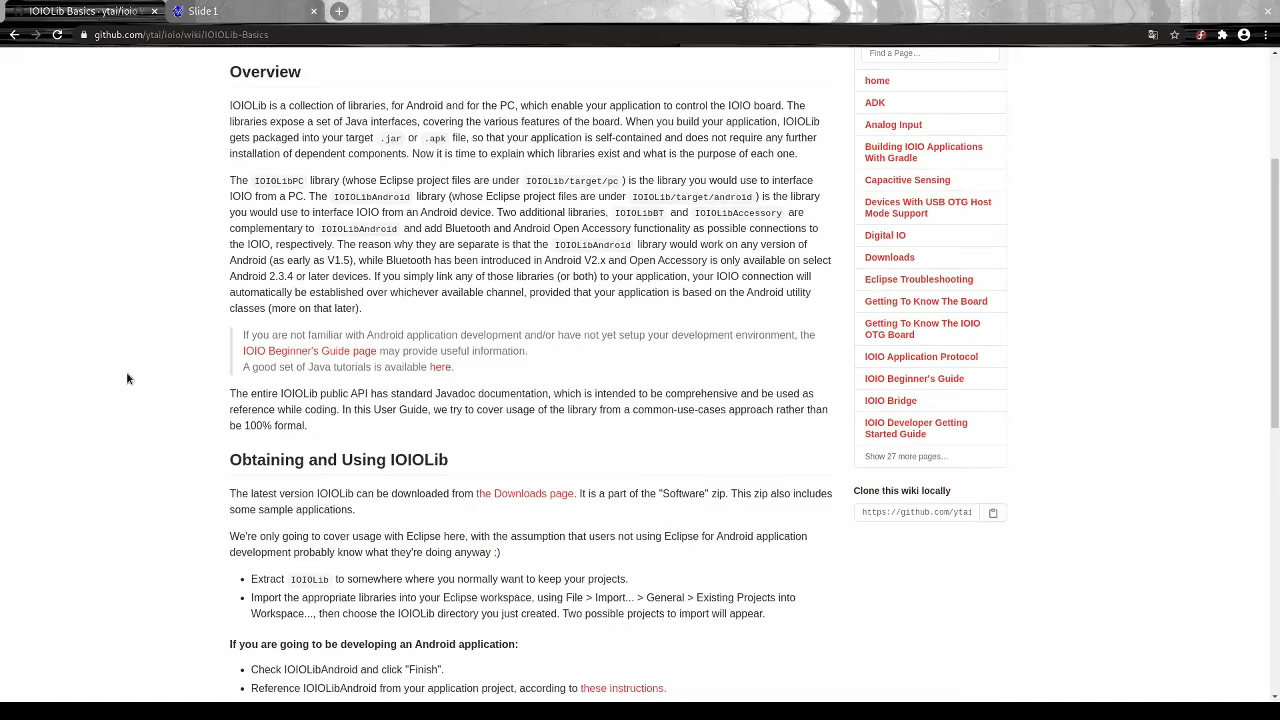 IOIOLib Basics · ytai/ioio
Slide 1
github.com/ytai/ioio/wiki/IOIOLib-Basics
Overview
IOIOLib is a collection of libraries, for Android and for the PC, which enable your application to control the IOIO board. The
libraries expose a set of Java interfaces, covering the various features of the board. When you build your application, IOIOLib
gets packaged into your target .jar or .apk file, so that your application is self-contained and does not require any further
installation of dependent components. Now it is time to explain which libraries exist and what is the purpose of each one.
The IOIOLibPC library (whose Eclipse project files are under IOIOLib/target/pc ) is the library you would use to interface
IOIO from a PC. The IOIOLibAndroid library (whose Eclipse project files are under IOIOLib/target/android ) is the library
you would use to interface IOIO from an Android device. Two additional libraries, IOIOLibBT and IOIOLibAccessory are
complementary to IOIOLibAndroid and add Bluetooth and Android Open Accessory functionality as possible connections to
the IOIO, respectively. The reason why they are separate is that the IOIOLibAndroid library would work on any version of
Android (as early as V1.5), while Bluetooth has been introduced in Android V2.x and Open Accessory is only available on select
Android 2.3.4 or later devices. If you simply link any of those libraries (or both) to your application, your IOIO connection will
automatically be established over whichever available channel, provided that your application is based on the Android utility
classes (more on that later).
If you are not familiar with Android application development and/or have not yet setup your development environment, the
IOIO Beginner's Guide page may provide useful information.
A good set of Java tutorials is available here.
The entire IOIOLib public API has standard Javadoc documentation, which is intended to be comprehensive and be used as
reference while coding. In this User Guide, we try to cover usage of the library from a common-use-cases approach rather than
be 100% formal.
Obtaining and Using IOIOLib
The latest version IOIOLib can be downloaded from the Downloads page. It is a part of the "Software" zip. This zip also includes
some sample applications.
We're only going to cover usage with Eclipse here, with the assumption that users not using Eclipse for Android application
development probably know what they're doing anyway :)
• Extract IOIOLib to somewhere where you normally want to keep your projects.
• Import the appropriate libraries into your Eclipse workspace, using File > Import... > General > Existing Projects into
Workspace..., then choose the IOIOLib directory you just created. Two possible projects to import will appear.
If you are going to be developing an Android application:
• Check IOIOLibAndroid and click "Finish".
• Reference IOIOLibAndroid from your application project, according to these instructions.
Find a Page…
home
ADK
Analog Input
Building IOIO Applications
With Gradle
Capacitive Sensing
Devices With USB OTG Host
Mode Support
Digital IO
Downloads
Eclipse Troubleshooting
Getting To Know The Board
Getting To Know The IOIO
OTG Board
IOIO Application Protocol
IOIO Beginner's Guide
IOIO Bridge
IOIO Developer Getting
Started Guide
Show 27 more pages…
Clone this wiki locally
https://github.com/ytai